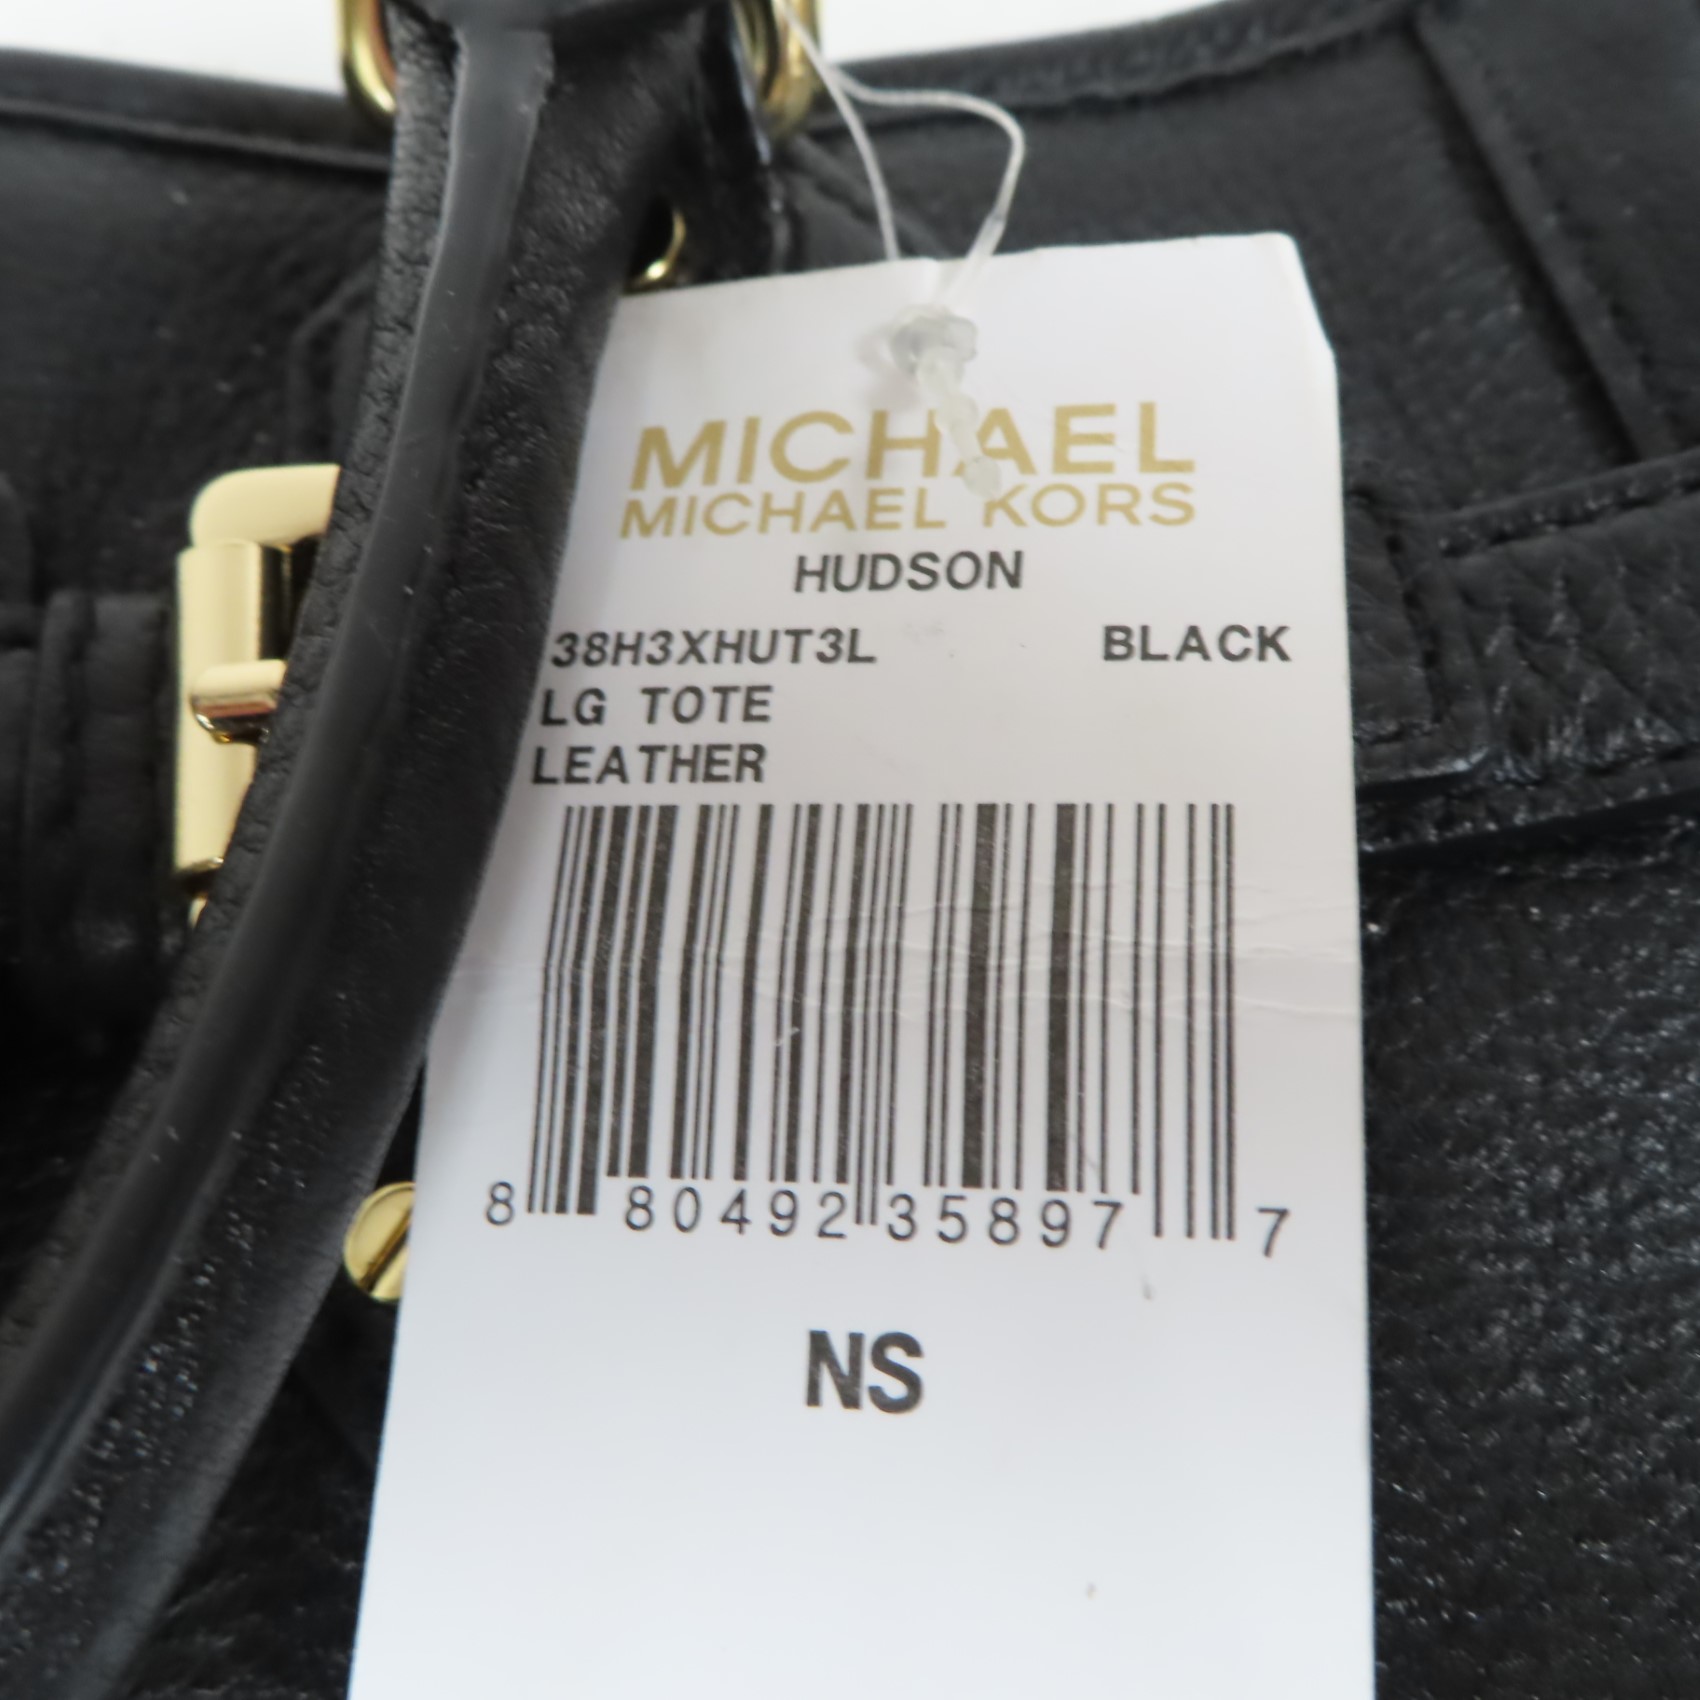 MICHAEL
MICHAEL KORS
HUDSON
38H3XHUT3L BLACK
LG TOTE
LEATHER
8 80492 35897 7
NS